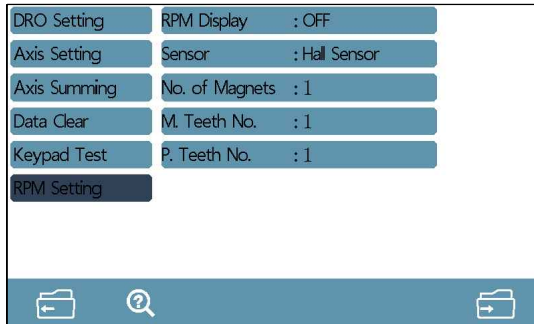 DRO Setting RPM Display : OFF
Axis Setting Sensor : Hall Sensor
Axis Summing No. of Magnets : 1
Data Clear M. Teeth No. : 1
Keypad Test P. Teeth No. : 1
RPM Setting